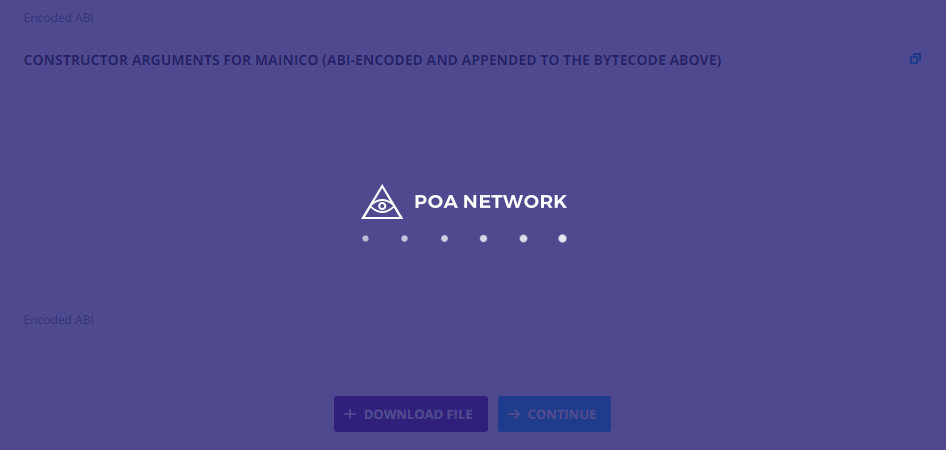 Encoded ABI
CONSTRUCTOR ARGUMENTS FOR MAINICO (ABI-ENCODED AND APPENDED TO THE BYTECODE ABOVE)
POA NETWORK
Encoded ABI
DOWNLOAD FILE
CONTINUE